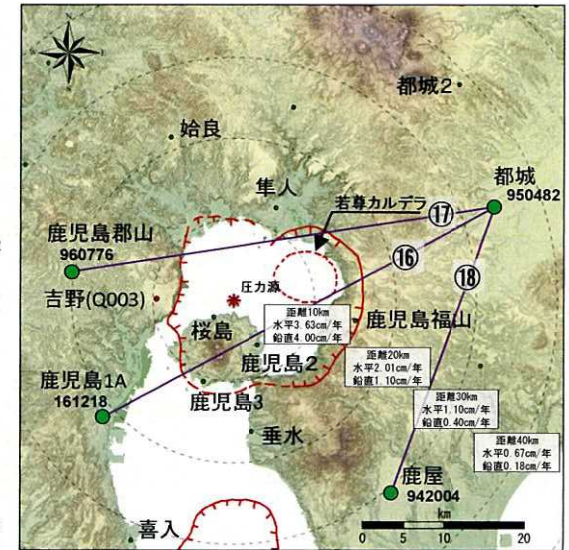 都城2
姶良
都城
950482
隼人
若尊カルデラ
⑰
鹿児島郡山
960776
⑯
⑱
吉野(Q003)
圧力源
距離10km
水平3.63cm/年
鉛直4.00cm/年
鹿児島福山
桜島
鹿児島2
距離20km
水平2.01cm/年
鉛直1.10cm/年
鹿児島1A
161218
鹿児島3
距離30km
水平1.10cm/年
鉛直0.40cm/年
垂水
距離40km
水平0.67cm/年
鉛直0.18cm/年
鹿屋
942004
喜入
km
0 5 10 20